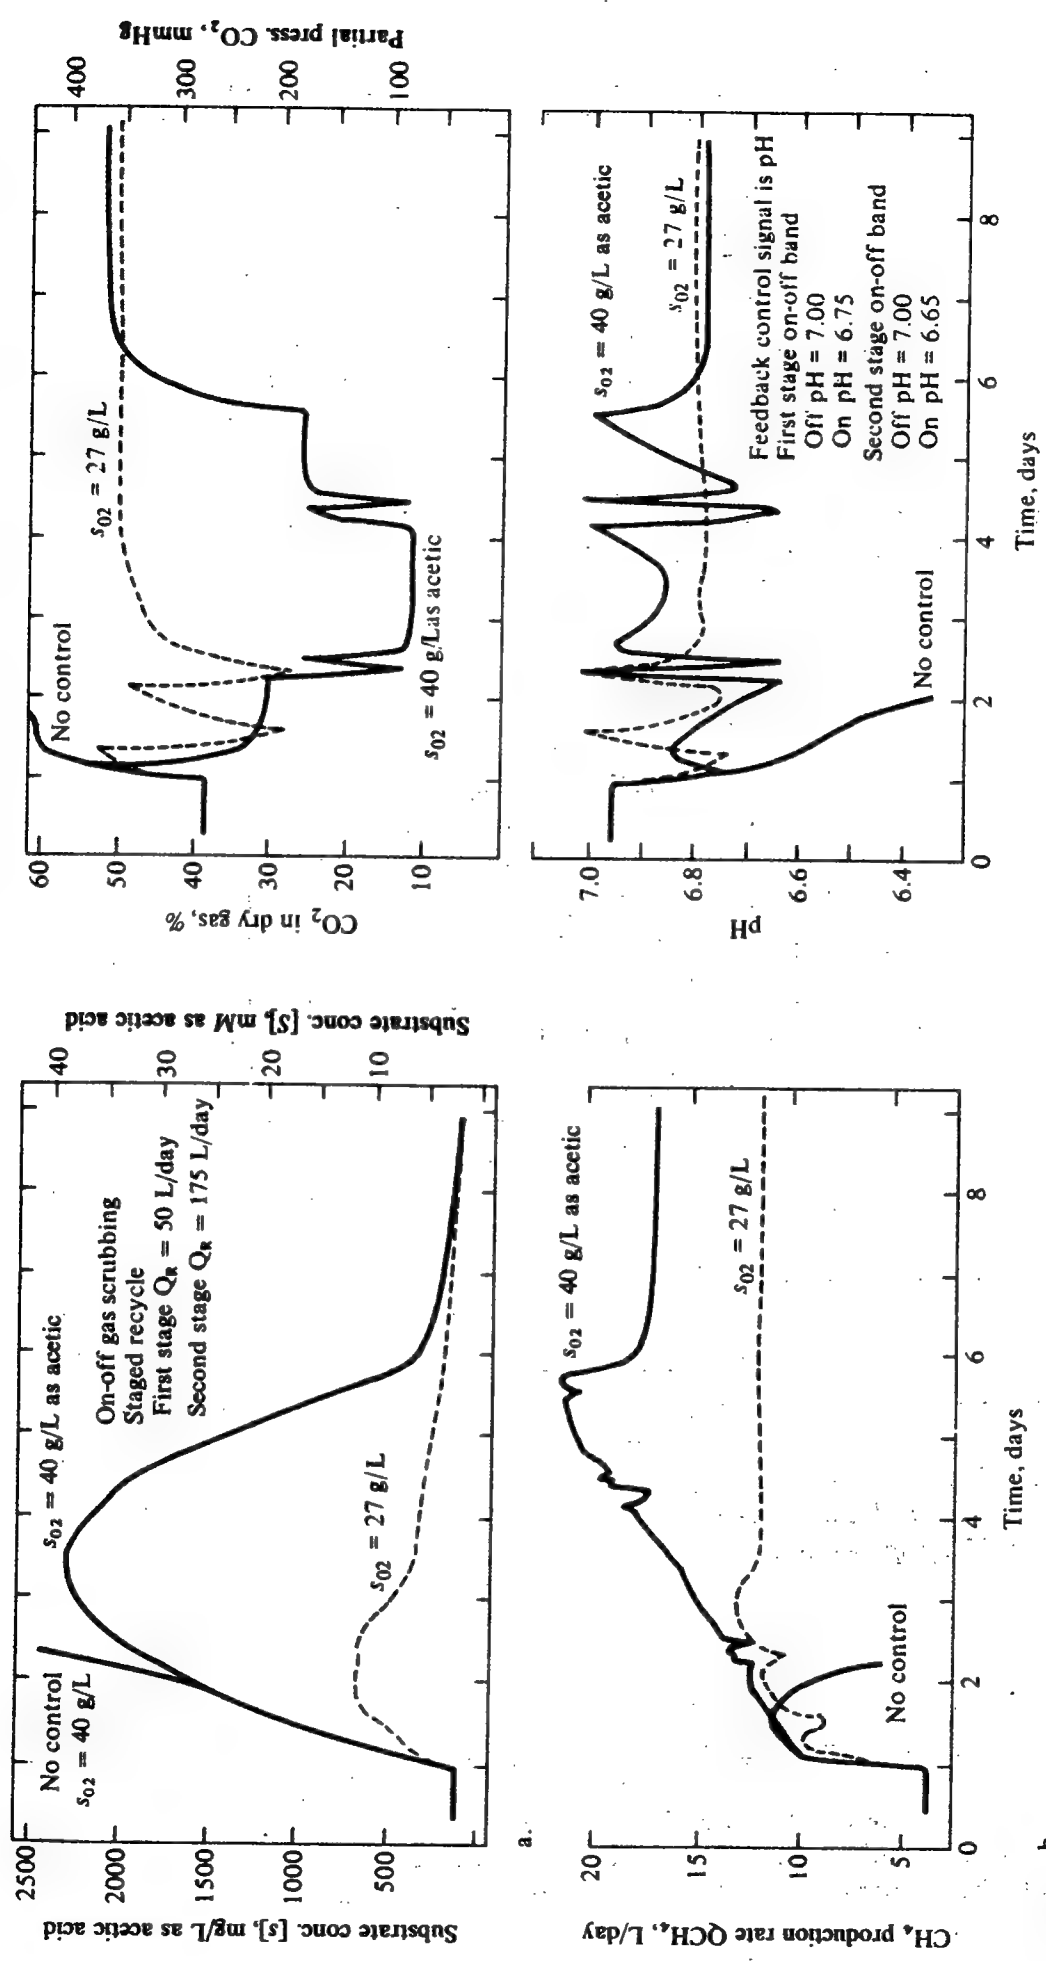 Substrate conc. [s], mg/L as acetic acid
2500
2000
1500
1000
500
No control
s02 = 40 g/L
s02 = 40 g/L as acetic
On-off gas scrubbing
Staged recycle
First stage QR = 50 L/day
Second stage QR = 175 L/day
s02 = 27 g/L
40
30
20
10
Substrate conc. [S], mM as acetic acid
a.
CH4 production rate QCH4, L/day
20
15
10
5
s02 = 40 g/L as acetic
s02 = 27 g/L
No control
0
2
4
6
8
Time, days
CO2 in dry gas, %
60
50
40
30
20
10
No control
s02 = 27 g/L
s02 = 40 g/Las acetic
400
300
200
100
Partial press. CO2, mmHg
pH
7.0
6.8
6.6
6.4
s02 = 40 g/L as acetic
s02 = 27 g/L
Feedback control signal is pH
First stage on-off band
Off pH = 7.00
On pH = 6.75
Second stage on-off band
Off pH = 7.00
On pH = 6.65
No control
0
2
4
6
8
Time, days